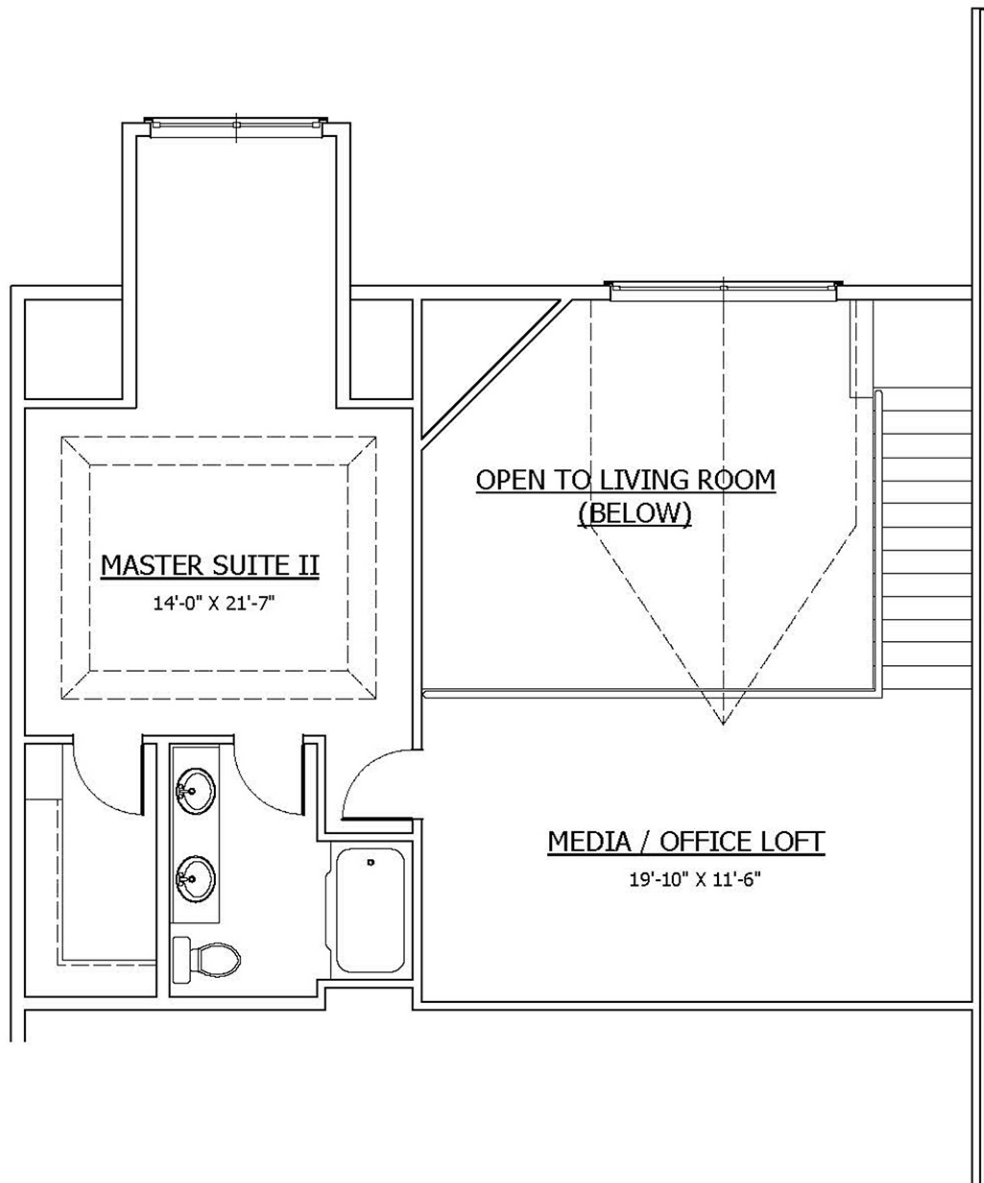 OPEN TO LIVING ROOM
(BELOW)
MASTER SUITE II
14'-0" X 21'-7"
MEDIA / OFFICE LOFT
19'-10" X 11'-6"